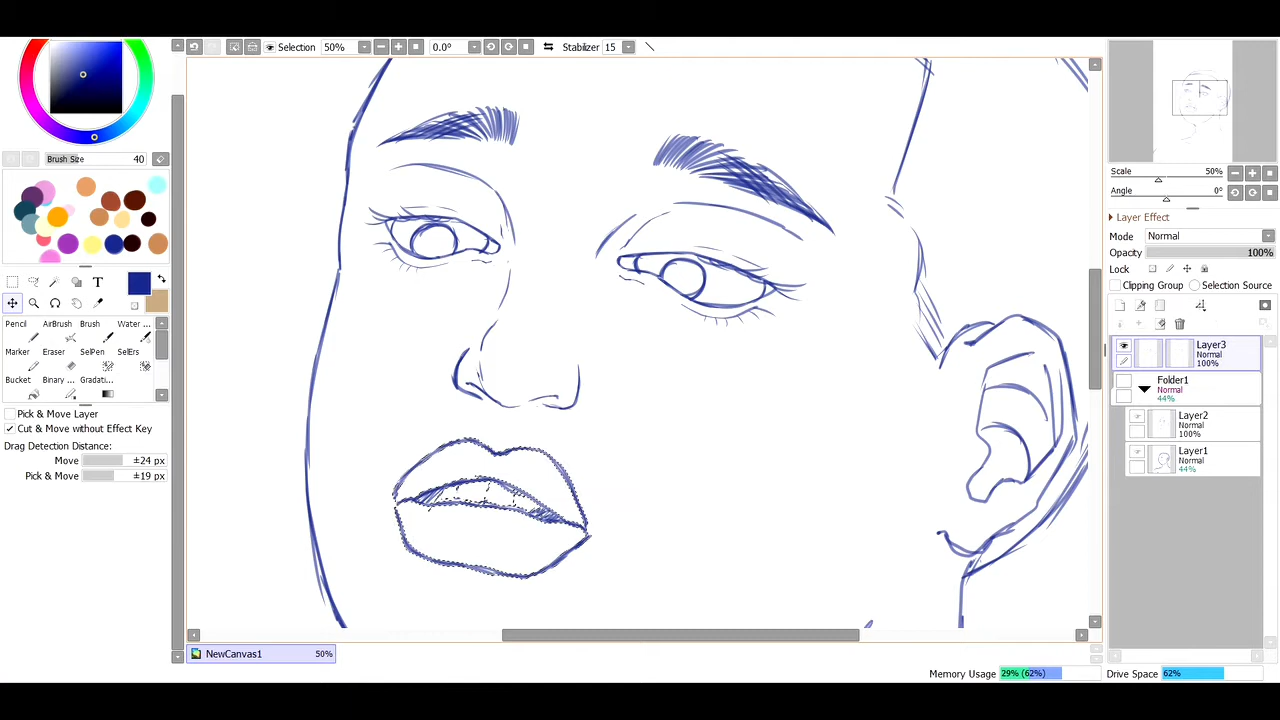 Selection 50% 0.0° Stabilizer 15
Brush Size 40
T
Pencil AirBrush Brush Water ...
Marker Eraser SelPen SelErs
Bucket Binary ... Gradati...
Pick & Move Layer
Cut & Move without Effect Key
Drag Detection Distance:
Move ±24 px
Pick & Move ±19 px
NewCanvas1 50%
Scale 50%
Angle 0°
Layer Effect
Mode Normal
Opacity 100%
Lock
Clipping Group Selection Source
Layer3
Normal
100%
Folder1
Normal
44%
Layer2
Normal
100%
Layer1
Normal
44%
Memory Usage 29% (62%) Drive Space 62%